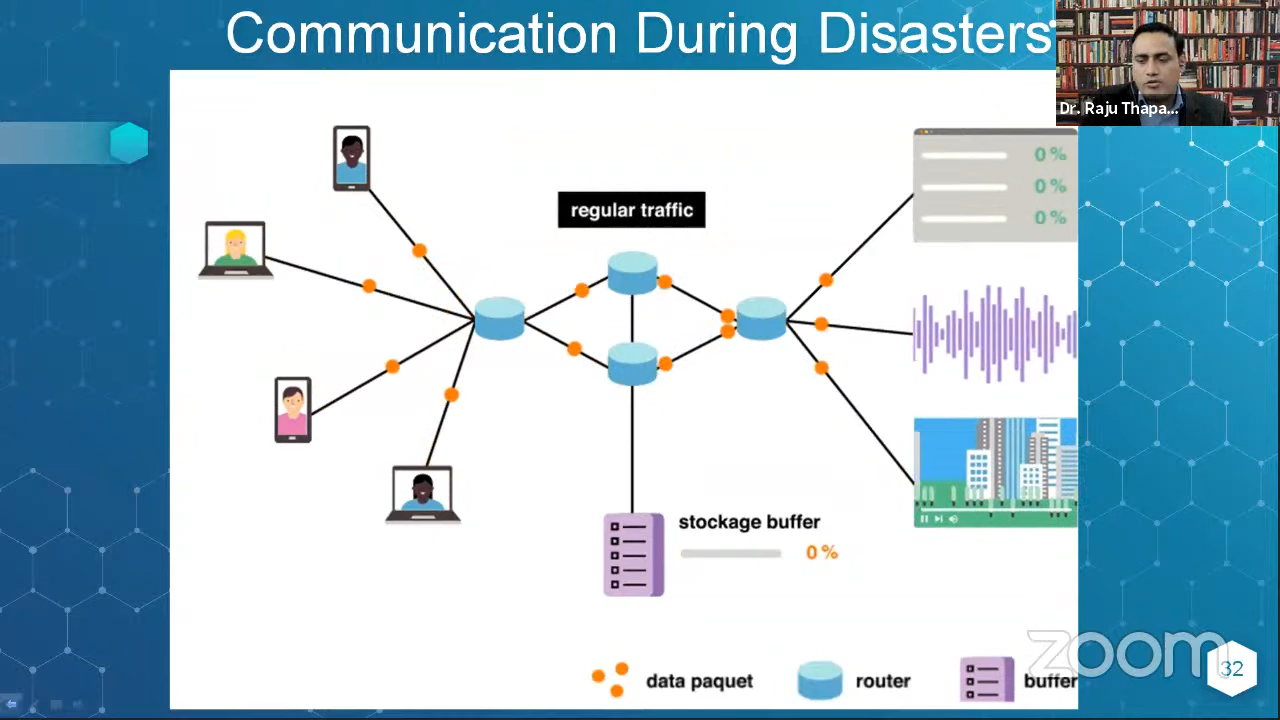 Communication During Disasters
Dr. Raju Thapa...
regular traffic
0 %
0 %
0 %
stockage buffer
0 %
data paquet
router
buffer
zoom
32